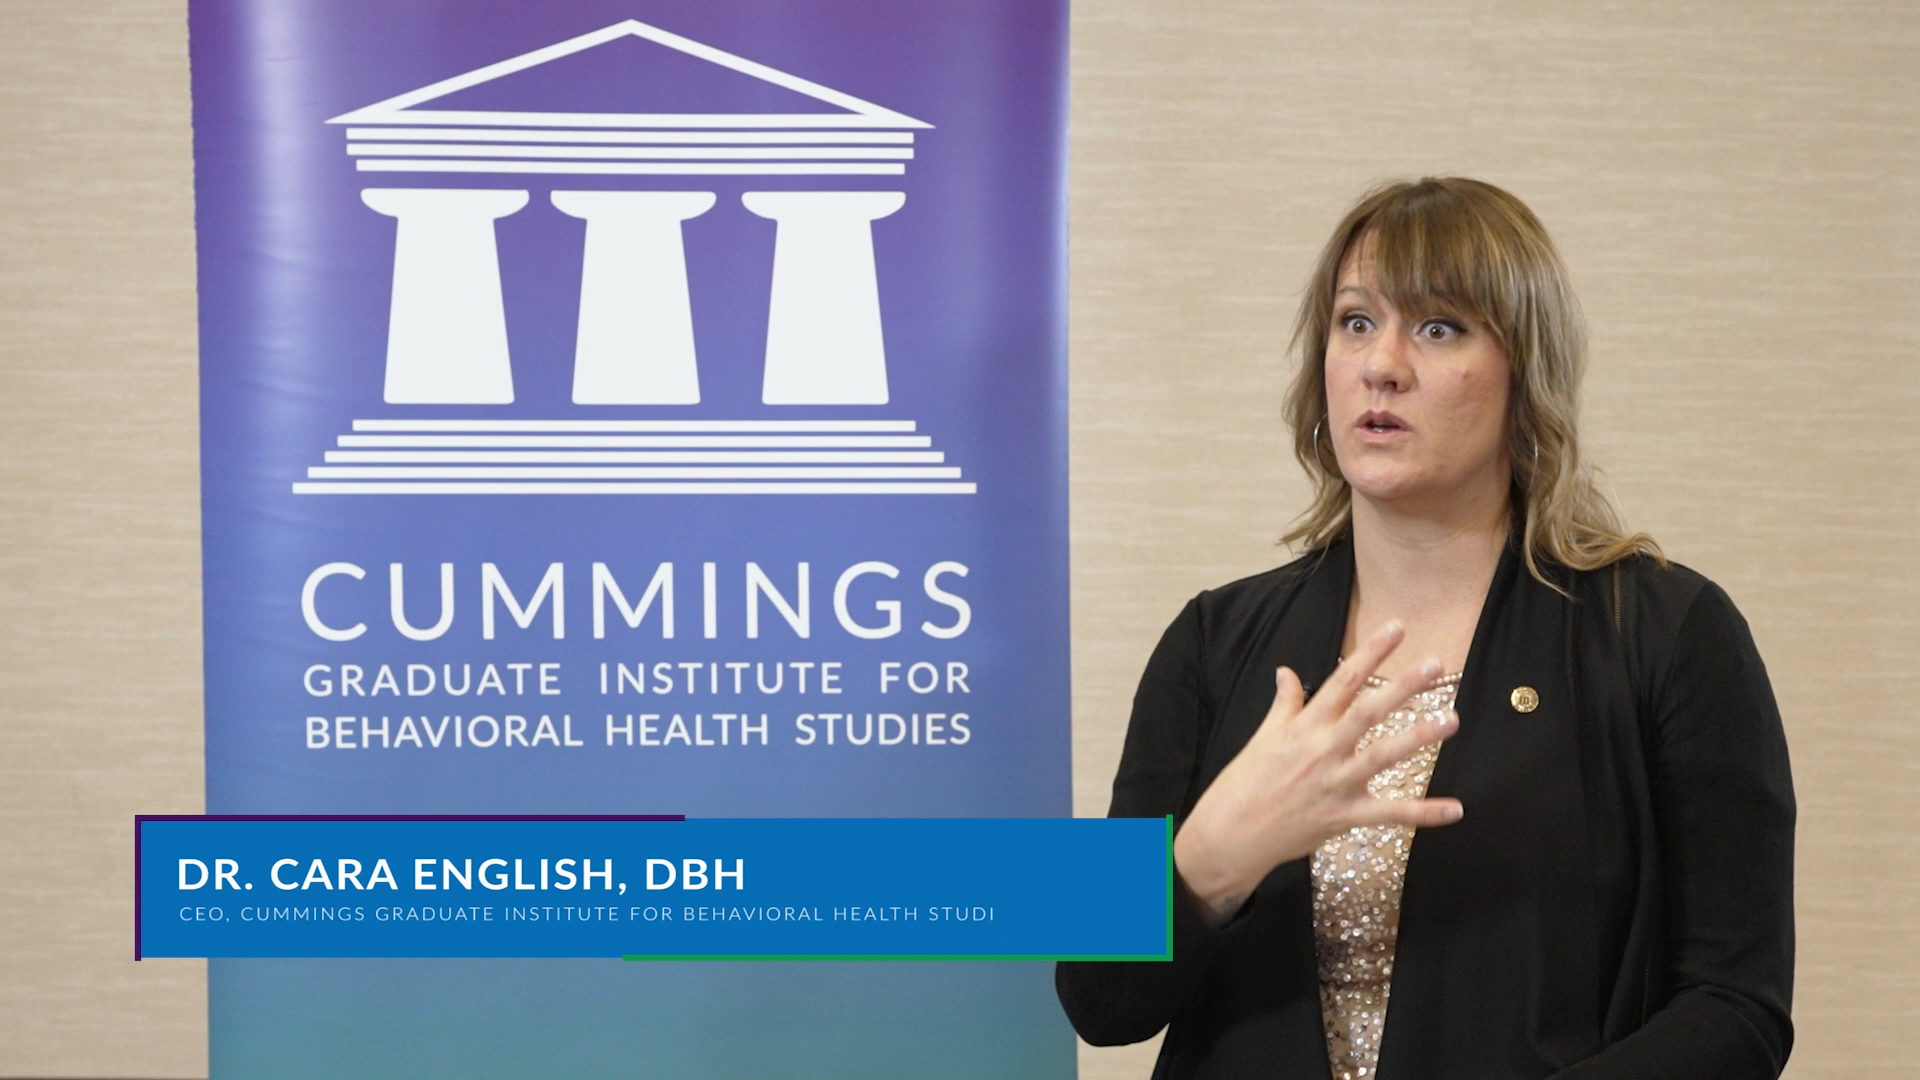 CUMMINGS
GRADUATE INSTITUTE FOR
BEHAVIORAL HEALTH STUDIES
DR. CARA ENGLISH, DBH
CEO, CUMMINGS GRADUATE INSTITUTE FOR BEHAVIORAL HEALTH STUDI